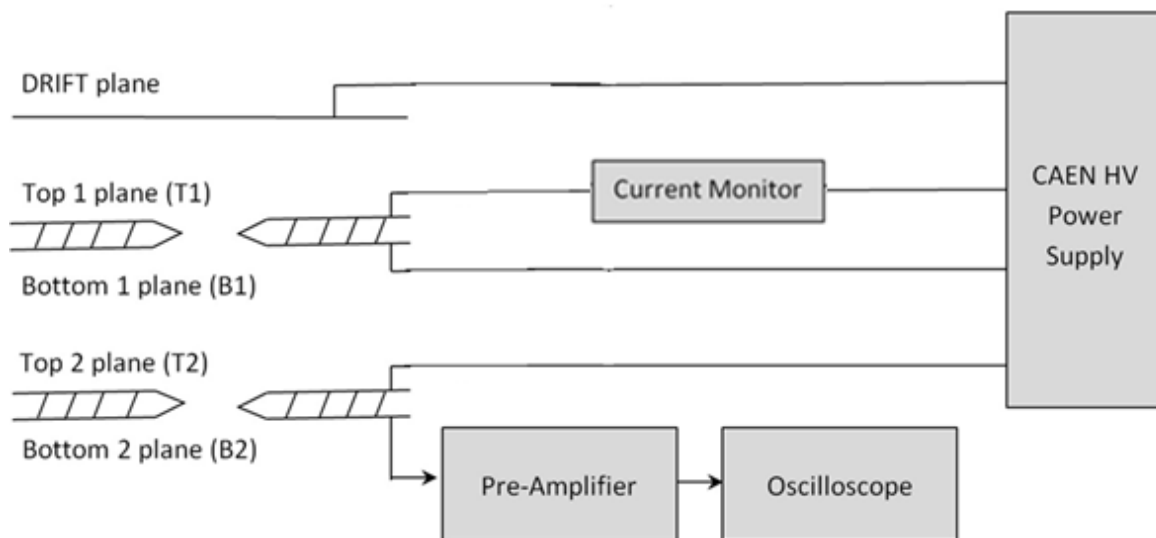 DRIFT plane
Top 1 plane (T1)
Current Monitor
CAEN HV
Power
Supply
Bottom 1 plane (B1)
Top 2 plane (T2)
Bottom 2 plane (B2)
Pre-Amplifier
Oscilloscope